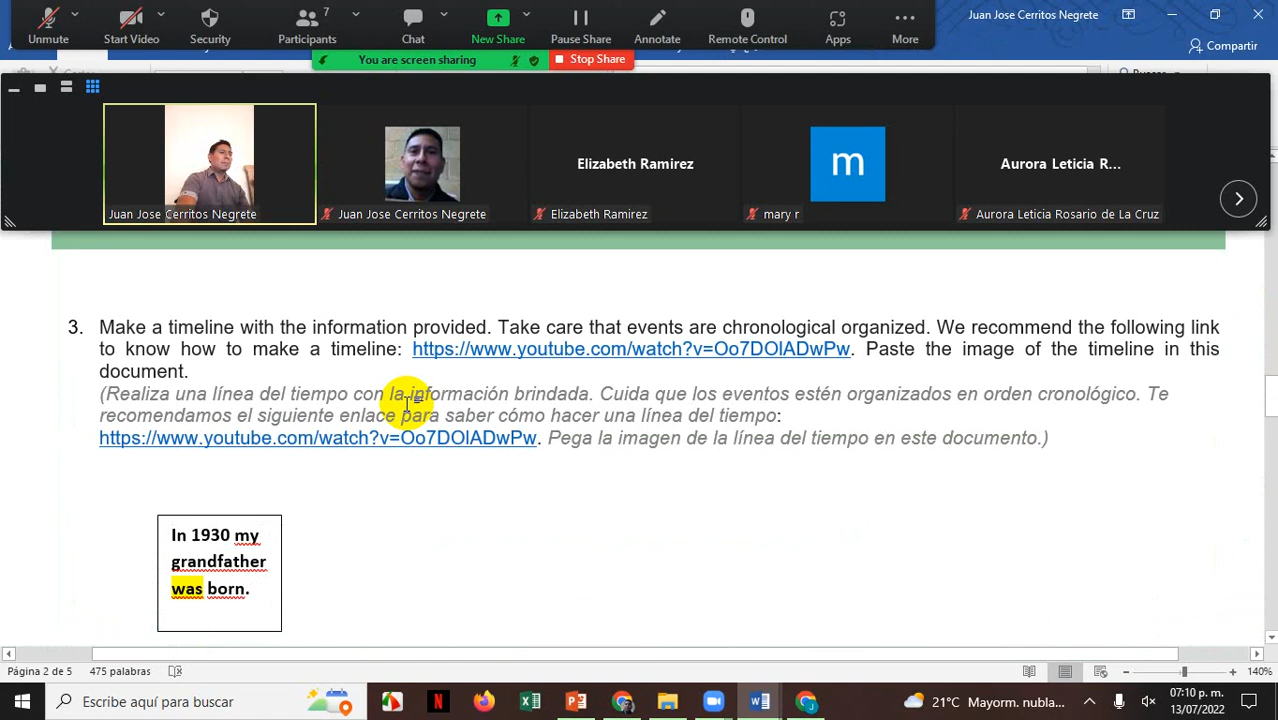 Unmute
Start Video
Security
Participants
7
Chat
New Share
Pause Share
Annotate
Remote Control
Apps
More
Juan Jose Cerritos Negrete
Compartir
You are screen sharing
Stop Share
Juan Jose Cerritos Negrete
Juan Jose Cerritos Negrete
Elizabeth Ramirez
Elizabeth Ramirez
m
mary r
Aurora Leticia R...
Aurora Leticia Rosario de La Cruz
3. Make a timeline with the information provided. Take care that events are chronological organized. We recommend the following link
to know how to make a timeline: https://www.youtube.com/watch?v=Oo7DOlADwPw. Paste the image of the timeline in this
document.
(Realiza una línea del tiempo con la información brindada. Cuida que los eventos estén organizados en orden cronológico. Te
recomendamos el siguiente enlace para saber cómo hacer una línea del tiempo:
https://www.youtube.com/watch?v=Oo7DOlADwPw. Pega la imagen de la línea del tiempo en este documento.)
In 1930 my
grandfather
was born.
Página 2 de 5
475 palabras
140%
Escribe aquí para buscar
21°C Mayorm. nubla...
07:10 p. m.
13/07/2022